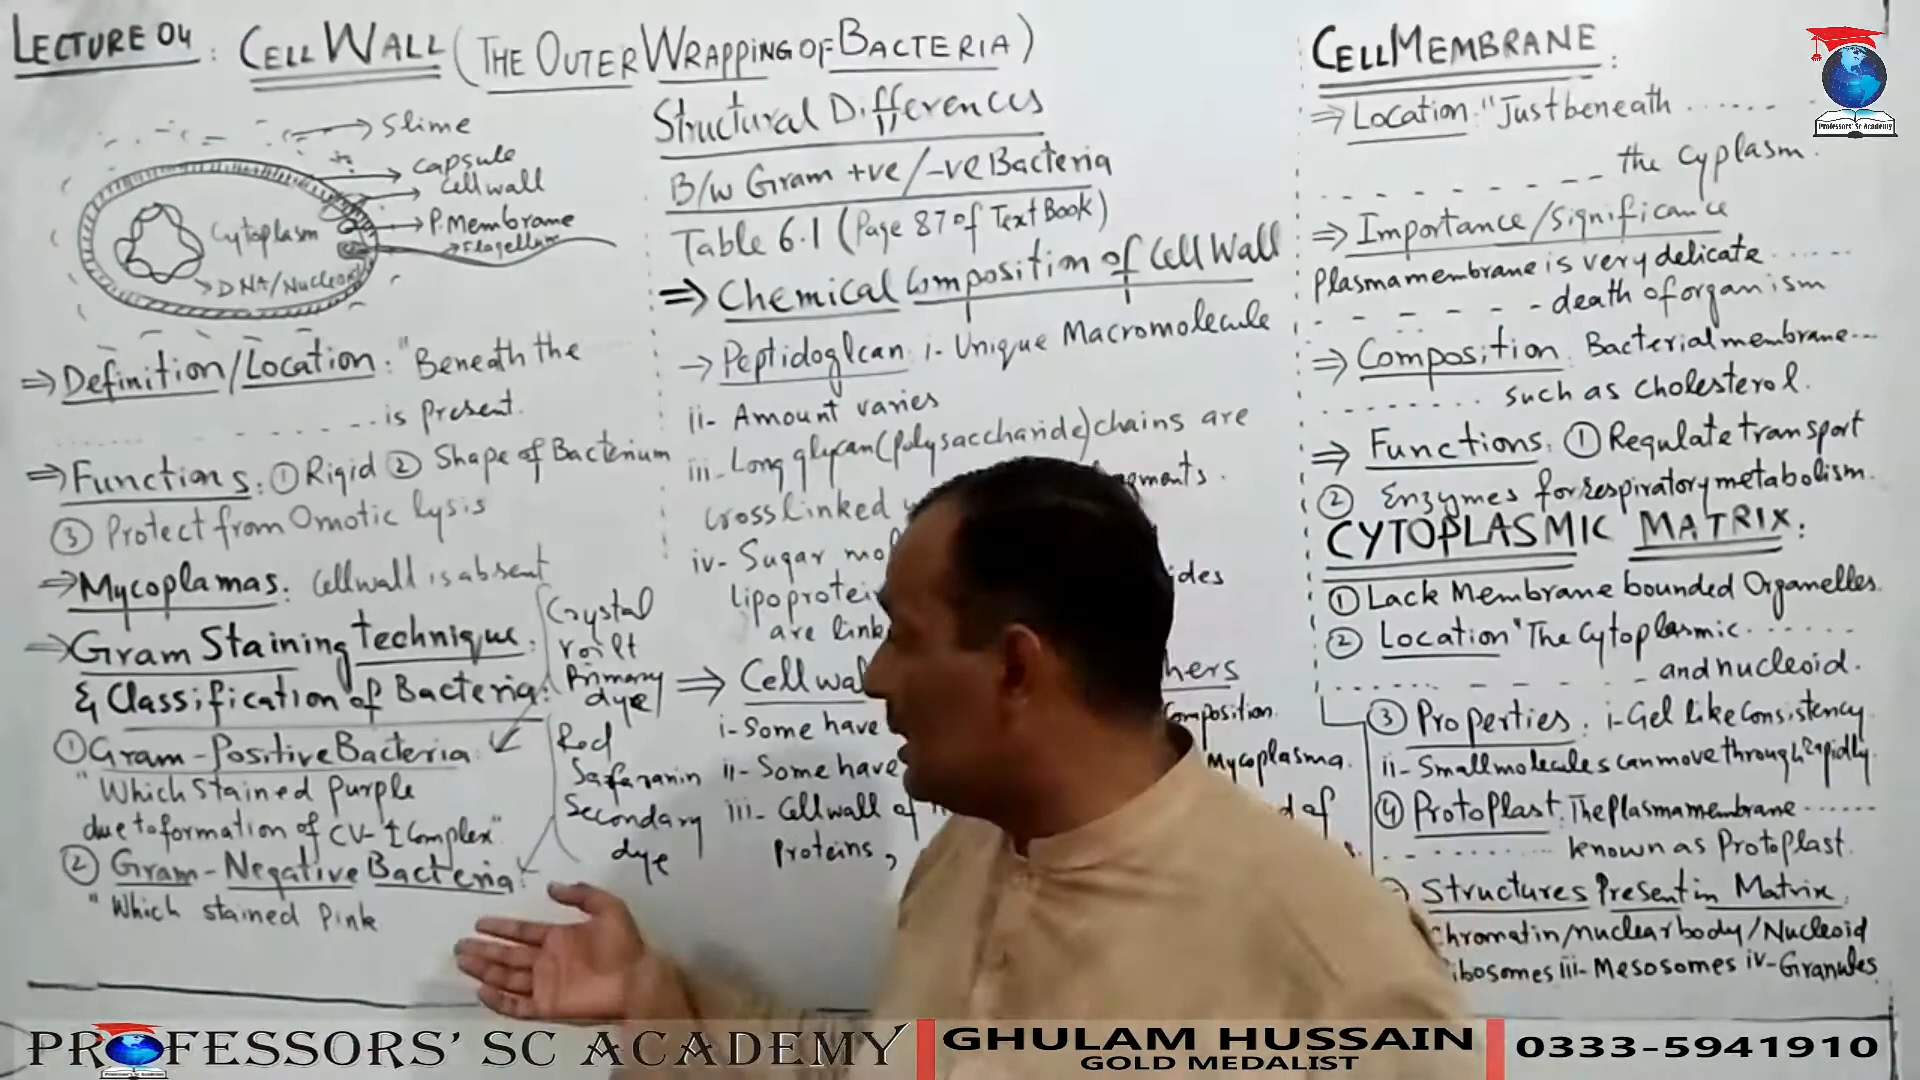 LECTURE 04: CELL WALL (THE OUTER WRAPPING OF BACTERIA)
Slime
Capsule
Cell wall
P.Membrane
Flagellum
Cytoplasm
DNA/Nucleoid
⇒ Definition/Location: "Beneath the
............ is Present.
⇒ Functions: ① Rigid ② Shape of Bacterium
③ Protect from Omotic lysis
⇒ Mycoplamas: Cellwall is absent
⇒ Gram Staining technique
& Classification of Bacteria:
Crystal
voilt
Primary
dye
① Gram-Positive Bacteria:
"Which stained Purple
due to formation of CV-I Complex"
② Gram-Negative Bacteria:
"Which stained Pink
Red
Safaranin
Secondary
dye
Structural Differences
B/w Gram +ve/-ve Bacteria
Table 6.1 (Page 87 of Text Book)
⇒ Chemical Composition of Cell Wall
→ Peptidoglcan: i- Unique Macromolecule
ii- Amount varies
iii- Long glycan (polysaccharide) chains are
crosslinked
iv- Sugar
are
⇒ Cell
i- Some have Composition.
ii- Some have Mycoplasma.
iii- Cellwall of
Proteins,
CELL MEMBRANE:
⇒ Location: "Just beneath ......
- - - - - - - the Cyplasm.
⇒ Importance/Significance
Plasmamembrane is very delicate ......
- - - - - - death of organism
⇒ Composition: Bacterial membrane...
......... such as cholesterol.
⇒ Functions: ① Regulate transport
② Enzymes for respiratory metabolism.
CYTOPLASMIC MATRIX:
① Lack Membrane bounded Organelles.
② Location "The Cytoplasmic ......
- - - - - - and nucleoid.
③ Properties: i- Gel like Consistency
ii- Small molecules can move through rapidly.
④ Protoplast: The Plasmamembrane ......
......... known as Protoplast.
Structures Present in Matrix.
Chromatin/nuclear body/Nucleoid
iii- Mesosomes iv- Granules
Professors' Sc Academy
PROFESSORS' SC ACADEMY
GHULAM HUSSAIN
GOLD MEDALIST
0333-5941910